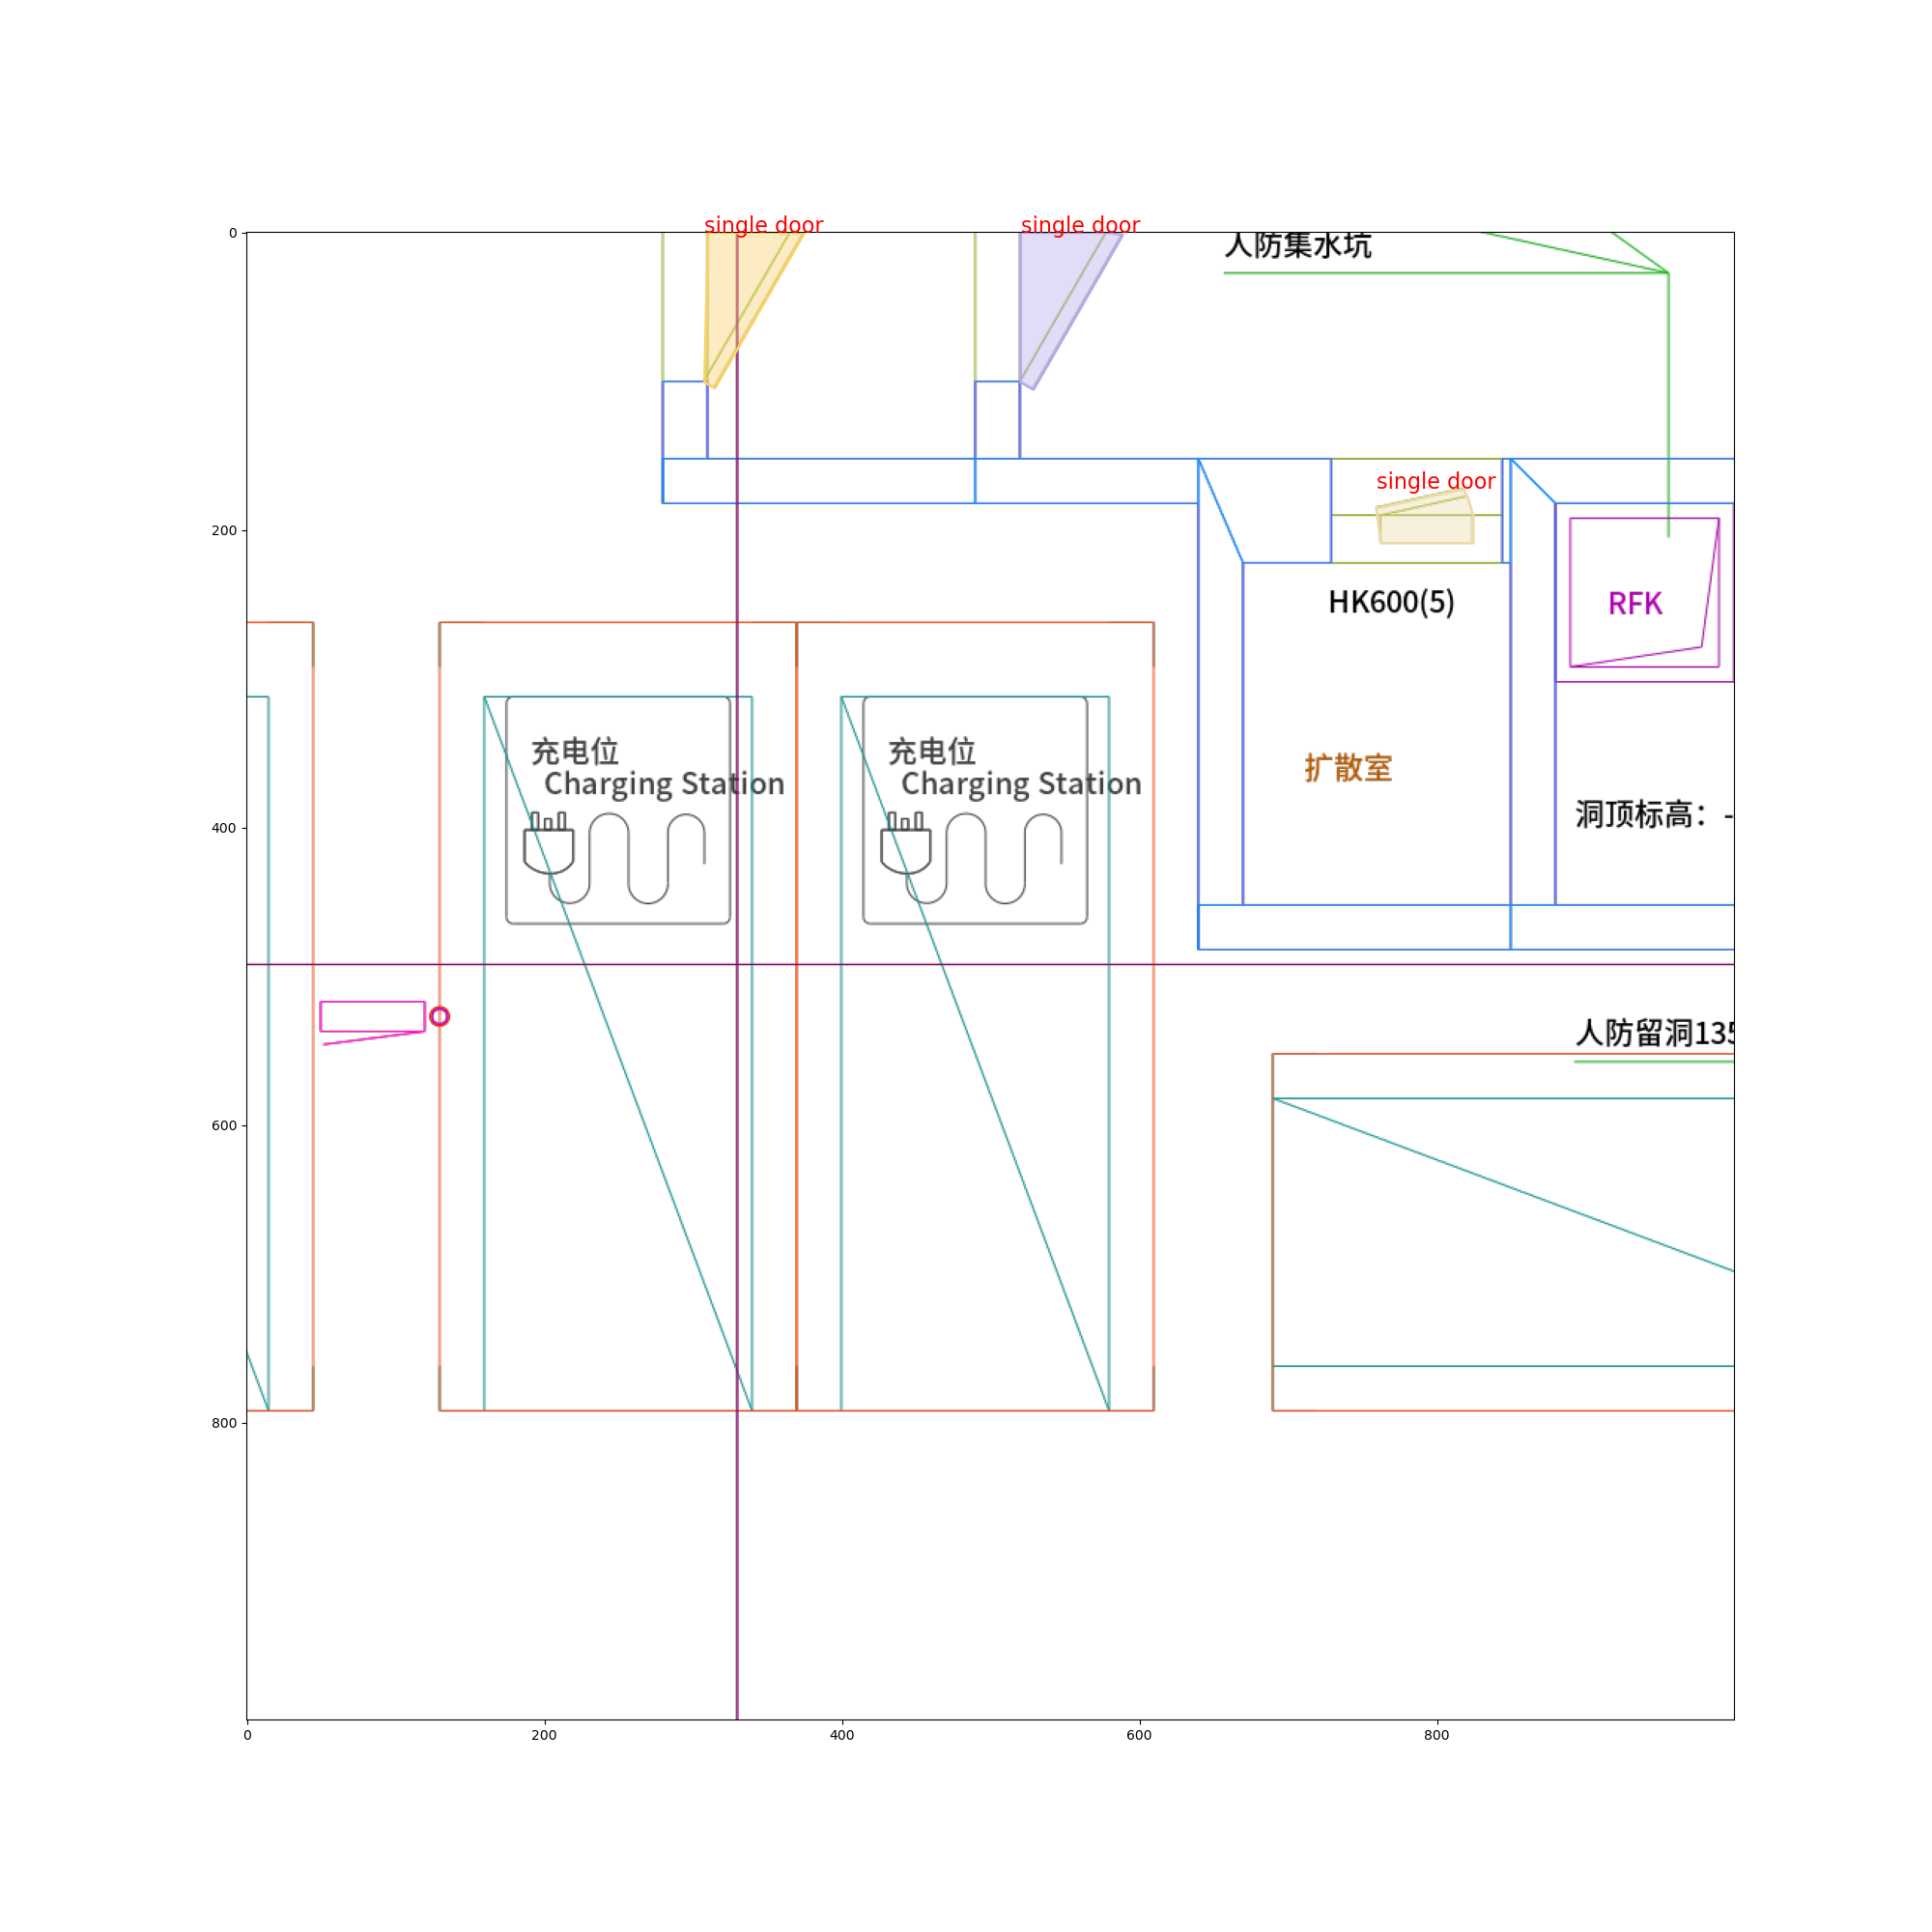 single door
single door
0
人防集水坑
single door
200
HK600(5)
RFK
充电位
Charging Station
充电位
Charging Station
扩散室
400
洞顶标高：-
人防留洞135
600
800
0
200
400
600
800